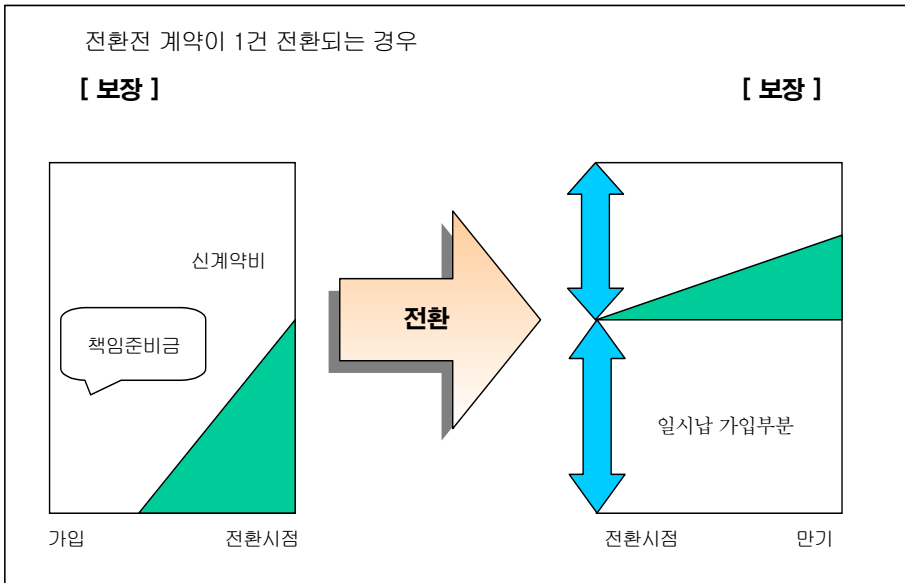 전환전 계약이 1건 전환되는 경우
[ 보장 ]
[ 보장 ]
신계약비
책임준비금
전환
일시납 가입부분
가입
전환시점
전환시점
만기